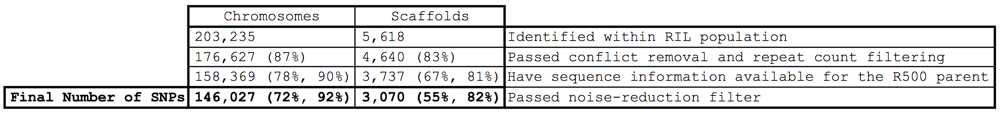 Chromosomes Scaffolds
203,235 5,618 Identified within RIL population
176,627 (87%) 4,640 (83%) Passed conflict removal and repeat count filtering
158,369 (78%, 90%) 3,737 (67%, 81%) Have sequence information available for the R500 parent
Final Number of SNPs 146,027 (72%, 92%) 3,070 (55%, 82%) Passed noise-reduction filter